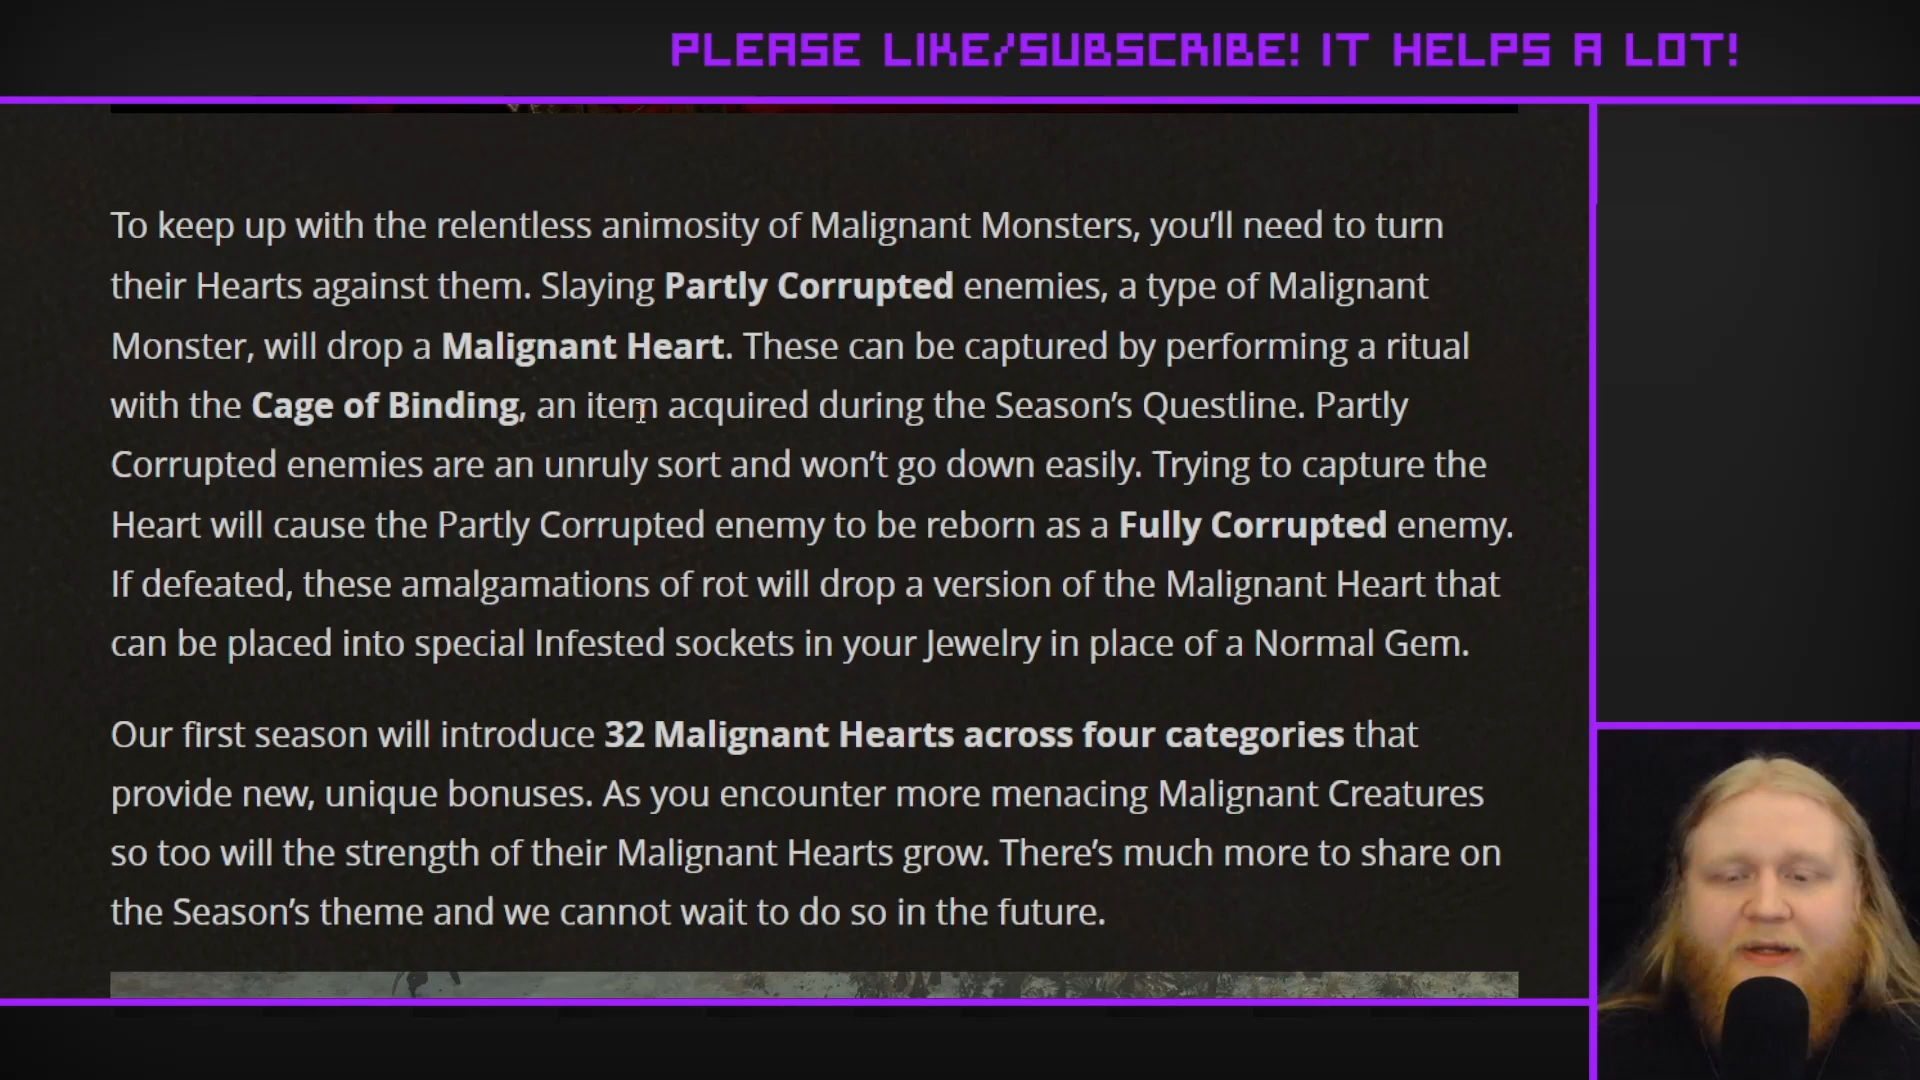 PLEASE LIKE/SUBSCRIBE! IT HELPS A LOT!
To keep up with the relentless animosity of Malignant Monsters, you’ll need to turn
their Hearts against them. Slaying Partly Corrupted enemies, a type of Malignant
Monster, will drop a Malignant Heart. These can be captured by performing a ritual
with the Cage of Binding, an item acquired during the Season’s Questline. Partly
Corrupted enemies are an unruly sort and won’t go down easily. Trying to capture the
Heart will cause the Partly Corrupted enemy to be reborn as a Fully Corrupted enemy.
If defeated, these amalgamations of rot will drop a version of the Malignant Heart that
can be placed into special Infested sockets in your Jewelry in place of a Normal Gem.
Our first season will introduce 32 Malignant Hearts across four categories that
provide new, unique bonuses. As you encounter more menacing Malignant Creatures
so too will the strength of their Malignant Hearts grow. There’s much more to share on
the Season’s theme and we cannot wait to do so in the future.